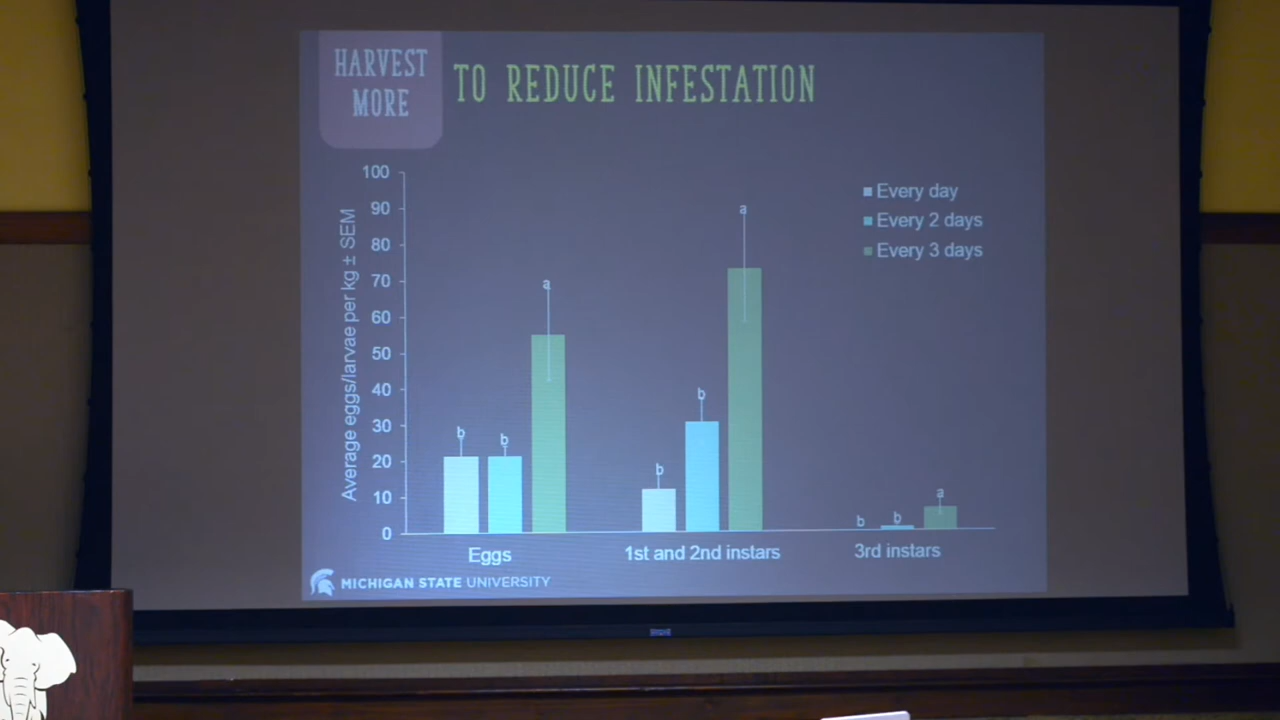 HARVEST
MORE
TO REDUCE INFESTATION
Average eggs/larvae per kg ± SEM
100
90
80
70
60
50
40
30
20
10
0
Every day
Every 2 days
Every 3 days
b
b
a
b
b
a
b
b
a
Eggs
1st and 2nd instars
3rd instars
MICHIGAN STATE UNIVERSITY